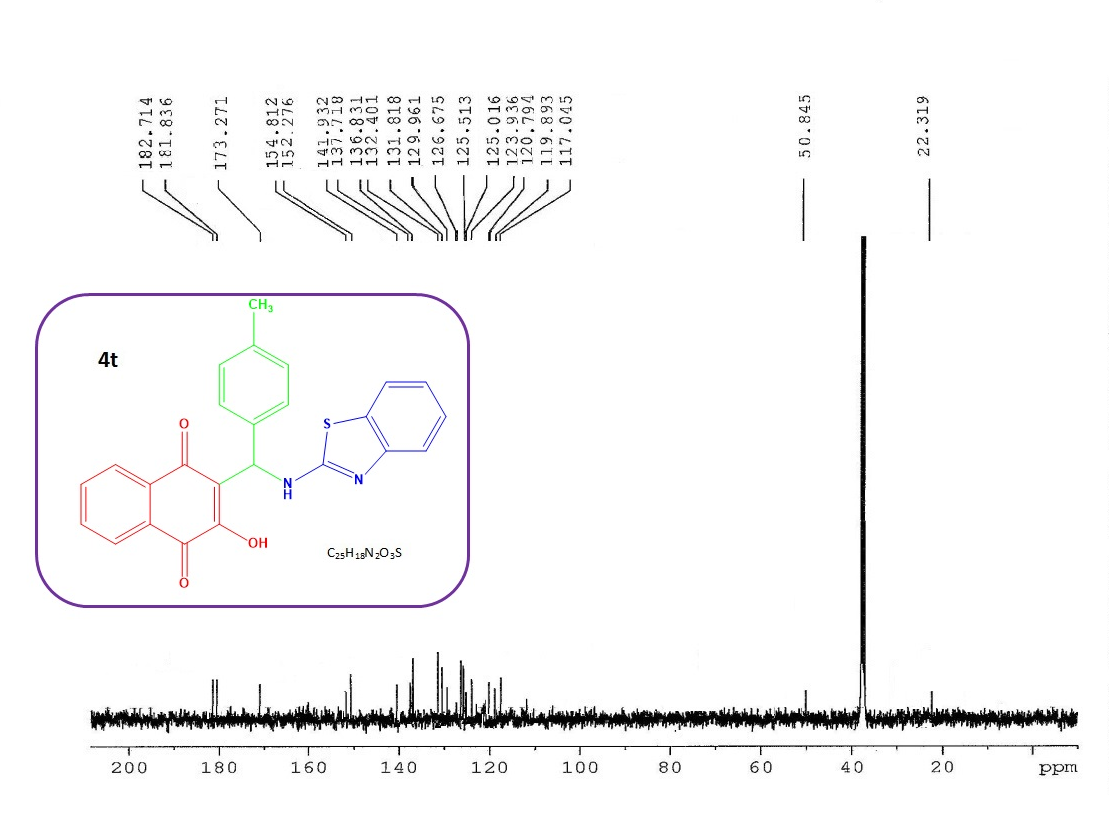 182.714
181.836
173.271
154.812
152.276
141.932
137.718
136.831
132.401
131.818
129.961
126.675
125.513
125.016
123.936
120.794
119.893
117.045
50.845
22.319
CH₃
4t
O
S
N
H
N
OH
O
C₂₅H₁₈N₂O₃S
200 180 160 140 120 100 80 60 40 20 ppm